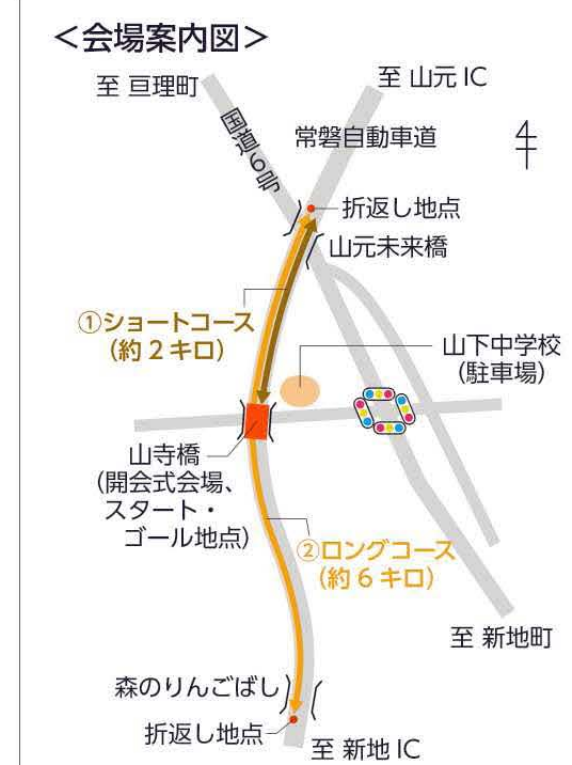 ＜会場案内図＞
至 亘理町
至 山元 IC
国道6号
常磐自動車道
4
折返し地点
山元未来橋
①ショートコース
（約 2 キロ）
山下中学校
（駐車場）
山寺橋
（開会式会場、
スタート・
ゴール地点）
②ロングコース
（約 6 キロ）
至 新地町
森のりんごばし
折返し地点
至 新地 IC